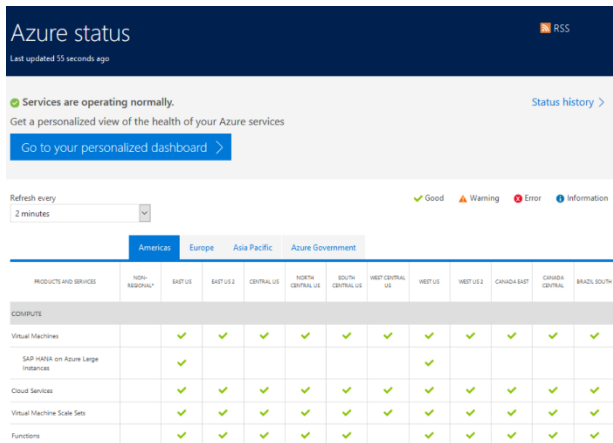 Azure status
RSS
Last updated 55 seconds ago
Services are operating normally.
Status history >
Get a personalized view of the health of your Azure services
Go to your personalized dashboard >
Refresh every
Good Warning Error Information
2 minutes
Americas Europe Asia Pacific Azure Government
PRODUCTS AND SERVICES NON-REGIONAL* EAST US EAST US 2 CENTRAL US NORTH CENTRAL US SOUTH CENTRAL US WEST CENTRAL US WEST US WEST US 2 CANADA EAST CANADA CENTRAL BRAZIL SOUTH
COMPUTE
Virtual Machines
SAP HANA on Azure Large
Instances
Cloud Services
Virtual Machine Scale Sets
Functions